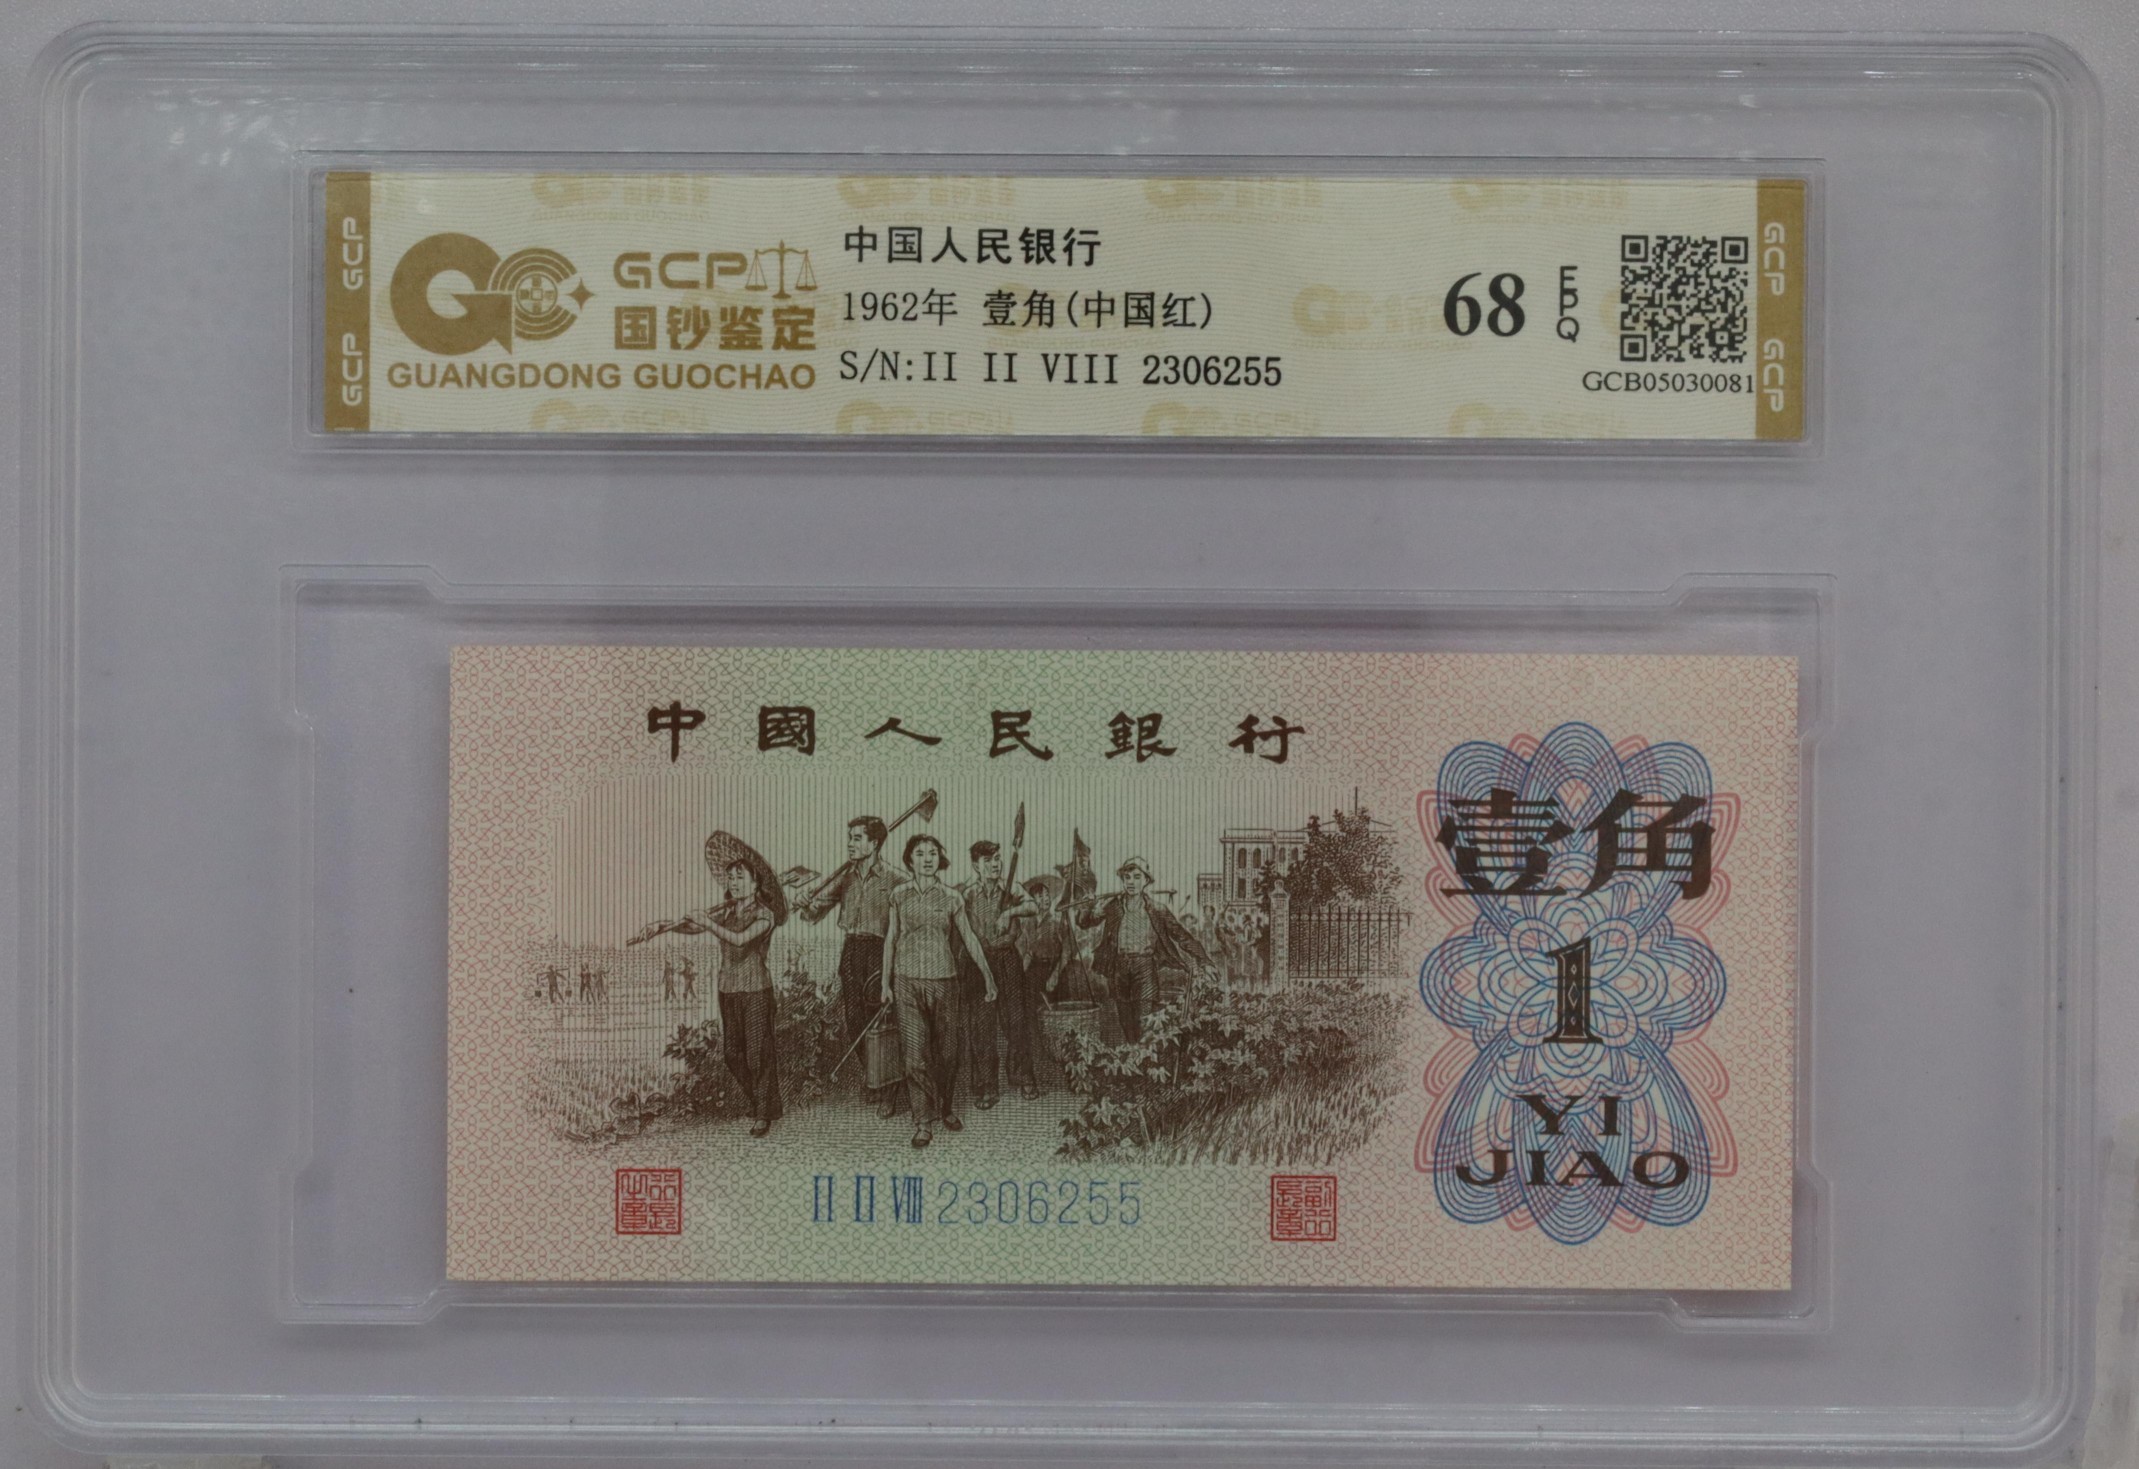 GCP
GCP
GCP
国钞鉴定
GUANGDONG GUOCHAO
中国人民银行
1962年 壹角(中国红)
S/N:II II VIII 2306255
68
EPQ
GCB05030081
GCP
GCP
中國人民銀行
壹角
1
YI
JIAO
II II VIII 2306255